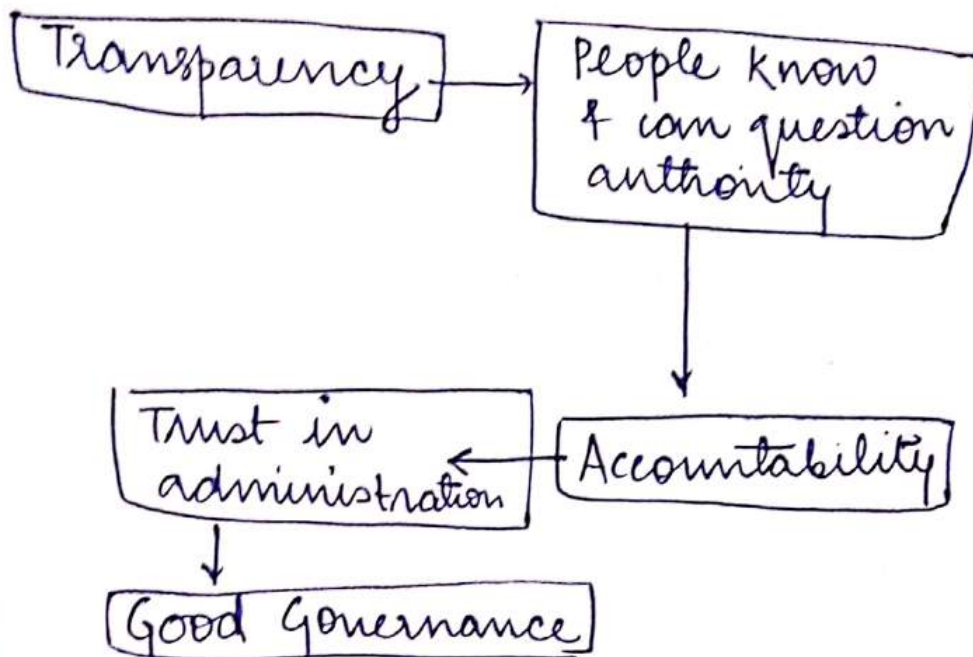 Transparency
People know
& can question
authority
Accountability
Trust in
administration
Good Governance